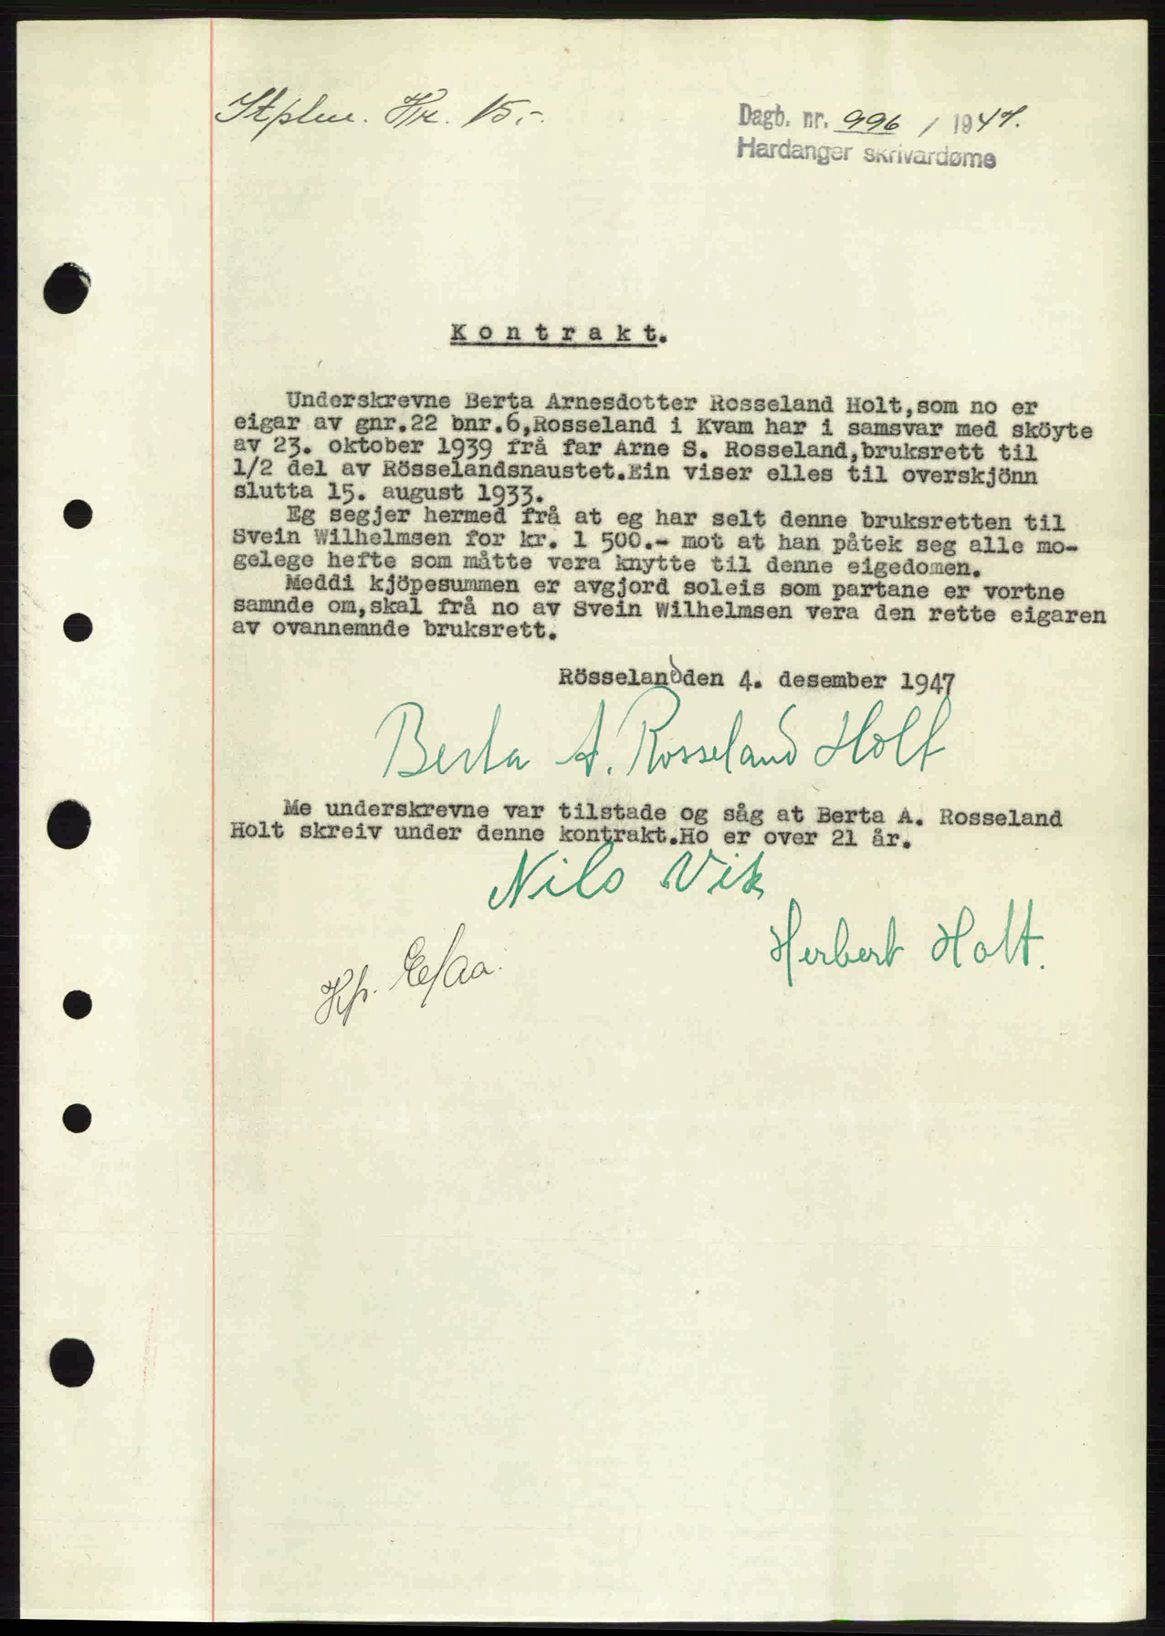 Stplm. Kr. 15.-
Dagb. nr. 996 / 1947.
Hardanger skrivardøme
Kontrakt.
Underskrevne Berta Arnesdotter Rosseland Holt,som no er
eigar av gnr.22 bnr.6,Rosseland i Kvam har i samsvar med sköyte
av 23. oktober 1939 frå far Arne S. Rosseland,bruksrett til
1/2 del av Rösselandsnaustet.Ein viser elles til overskjönn
slutta 15. august 1933.
Eg segjer hermed frå at eg har selt denne bruksretten til
Svein Wilhelmsen for kr. 1 500.- mot at han påtek seg alle mo-
gelege hefte som måtte vera knytte til denne eigedomen.
Meddi kjöpesummen er avgjord soleis som partane er vortne
samnde om,skal frå no av Svein Wilhelmsen vera den rette eigaren
av ovannemnde bruksrett.
Rösseland den 4. desember 1947
Berta A. Rosseland Holt
Me underskrevne var tilstade og såg at Berta A. Rosseland
Holt skreiv under denne kontrakt.Ho er over 21 år.
Nils Vik
Herbert Holt.
Kp.